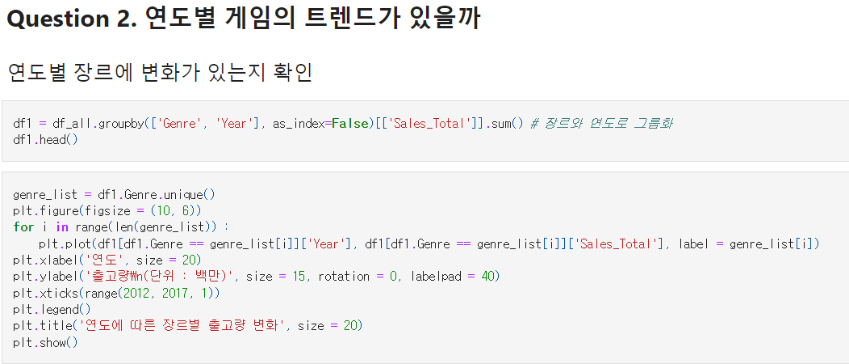 Question 2. 연도별 게임의 트렌드가 있을까
연도별 장르에 변화가 있는지 확인
df1 = df_all.groupby(['Genre', 'Year'], as_index=False)[['Sales_Total']].sum() # 장르와 연도로 그룹화
df1.head()
genre_list = df1.Genre.unique()
plt.figure(figsize = (10, 6))
for i in range(len(genre_list)) :
    plt.plot(df1[df1.Genre == genre_list[i]]['Year'], df1[df1.Genre == genre_list[i]]['Sales_Total'], label = genre_list[i])
plt.xlabel('연도', size = 20)
plt.ylabel('출고량₩n(단위 : 백만)', size = 15, rotation = 0, labelpad = 40)
plt.xticks(range(2012, 2017, 1))
plt.legend()
plt.title('연도에 따른 장르별 출고량 변화', size = 20)
plt.show()